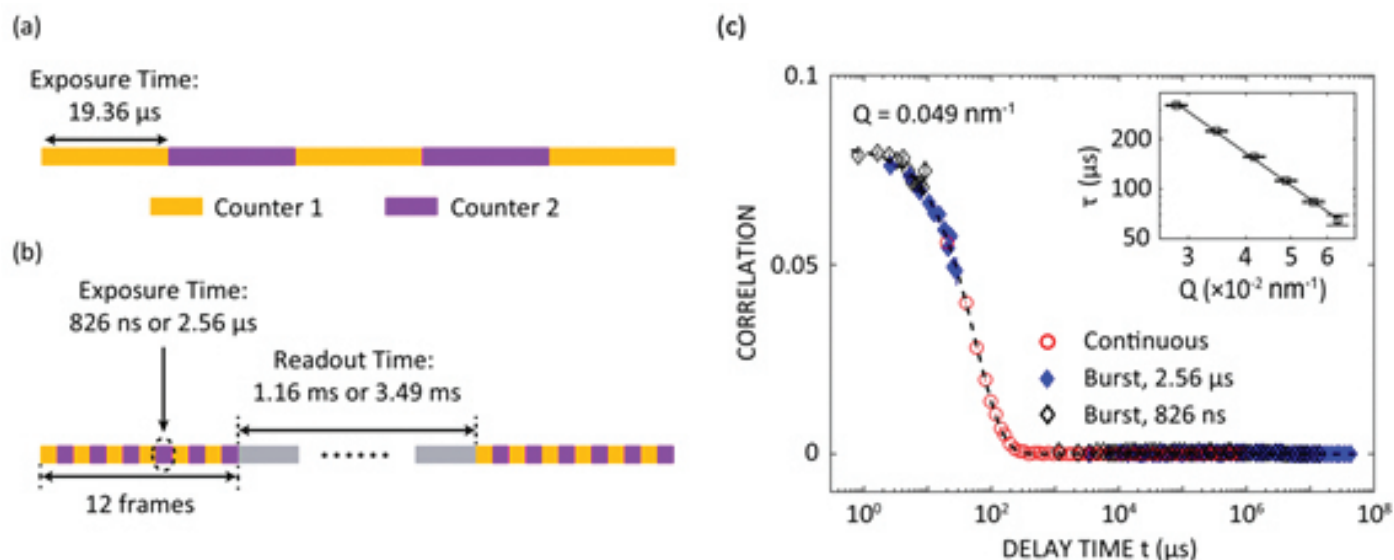 (a)
Exposure Time:
19.36 μs
Counter 1
Counter 2
(b)
Exposure Time:
826 ns or 2.56 μs
Readout Time:
1.16 ms or 3.49 ms
12 frames
(c)
0.1
0.05
0
CORRELATION
Q = 0.049 nm⁻¹
200
100
50
τ (μs)
3 4 5 6
Q (×10⁻² nm⁻¹)
Continuous
Burst, 2.56 μs
Burst, 826 ns
10⁰ 10² 10⁴ 10⁶ 10⁸
DELAY TIME t (μs)